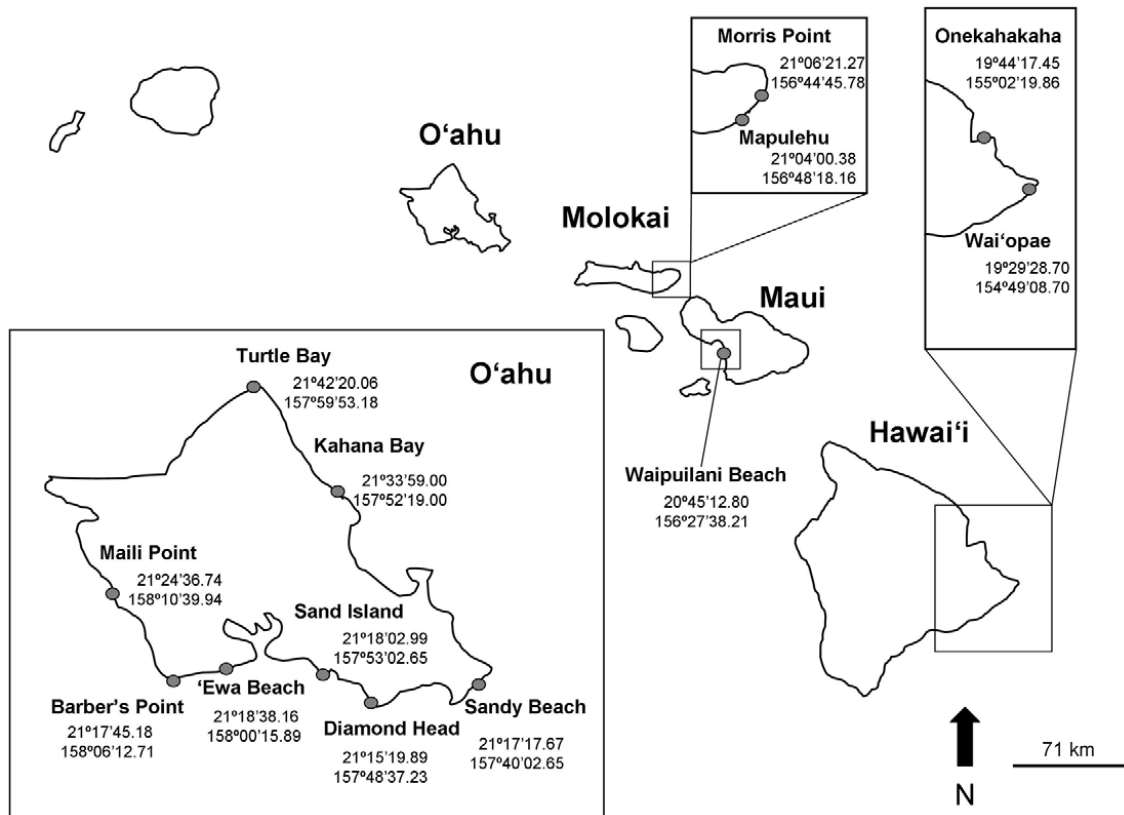 O‘ahu
Molokai
Maui
Hawai‘i
Morris Point
21º06’21.27
156º44’45.78
Mapulehu
21º04’00.38
156º48’18.16
Onekahakaha
19º44’17.45
155º02’19.86
Wai‘opae
19º29’28.70
154º49’08.70
Waipuilani Beach
20º45’12.80
156º27’38.21
O‘ahu
Turtle Bay
21º42’20.06
157º59’53.18
Kahana Bay
21º33’59.00
157º52’19.00
Maili Point
21º24’36.74
158º10’39.94
Sand Island
21º18’02.99
157º53’02.65
Barber’s Point
21º17’45.18
158º06’12.71
‘Ewa Beach
21º18’38.16
158º00’15.89
Diamond Head
21º15’19.89
157º48’37.23
Sandy Beach
21º17’17.67
157º40’02.65
71 km
N